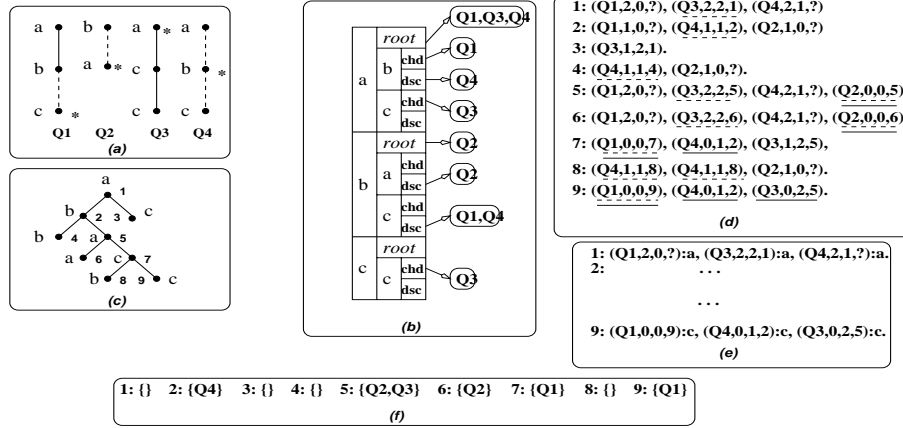 a b a * a
b a * c b *
c * c c
Q1 Q2 Q3 Q4
(a)
a
1
b 2 3 c
b 4 a 5
a 6 c 7
b 8 9 c
(c)
Q1,Q3,Q4
root
a b chd Q1
dsc Q4
c chd Q3
dsc
root Q2
b a chd
dsc Q2
c chd
dsc Q1,Q4
root
c c chd Q3
dsc
(b)
1: (Q1,2,0,?), (Q3,2,2,1), (Q4,2,1,?)
2: (Q1,1,0,?), (Q4,1,1,2), (Q2,1,0,?)
3: (Q3,1,2,1).
4: (Q4,1,1,4), (Q2,1,0,?).
5: (Q1,2,0,?), (Q3,2,2,5), (Q4,2,1,?), (Q2,0,0,5)
6: (Q1,2,0,?), (Q3,2,2,6), (Q4,2,1,?), (Q2,0,0,6)
7: (Q1,0,0,7), (Q4,0,1,2), (Q3,1,2,5),
8: (Q4,1,1,8), (Q4,1,1,8), (Q2,1,0,?).
9: (Q1,0,0,9), (Q4,0,1,2), (Q3,0,2,5).
(d)
1: (Q1,2,0,?):a, (Q3,2,2,1):a, (Q4,2,1,?):a.
2: . . .
. . .
9: (Q1,0,0,9):c, (Q4,0,1,2):c, (Q3,0,2,5):c.
(e)
1: {} 2: {Q4} 3: {} 4: {} 5: {Q2,Q3} 6: {Q2} 7: {Q1} 8: {} 9: {Q1}
(f)